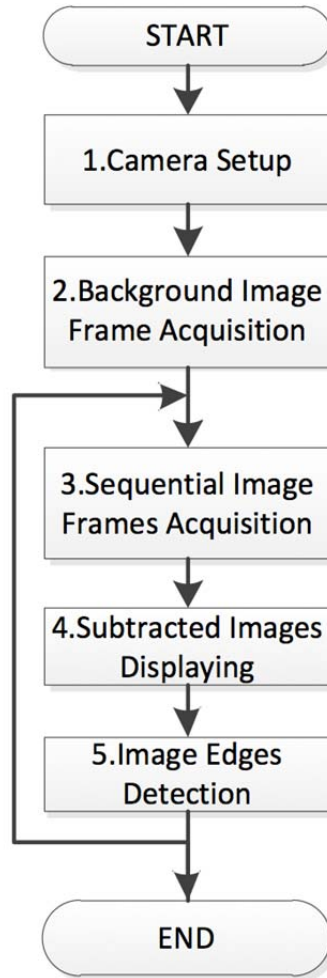 START
1.Camera Setup
2.Background Image
Frame Acquisition
3.Sequential Image
Frames Acquisition
4.Subtracted Images
Displaying
5.Image Edges
Detection
END